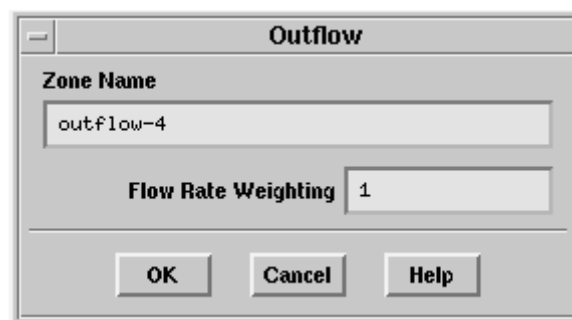 Outflow
Zone Name
outflow-4
Flow Rate Weighting 1
OK Cancel Help